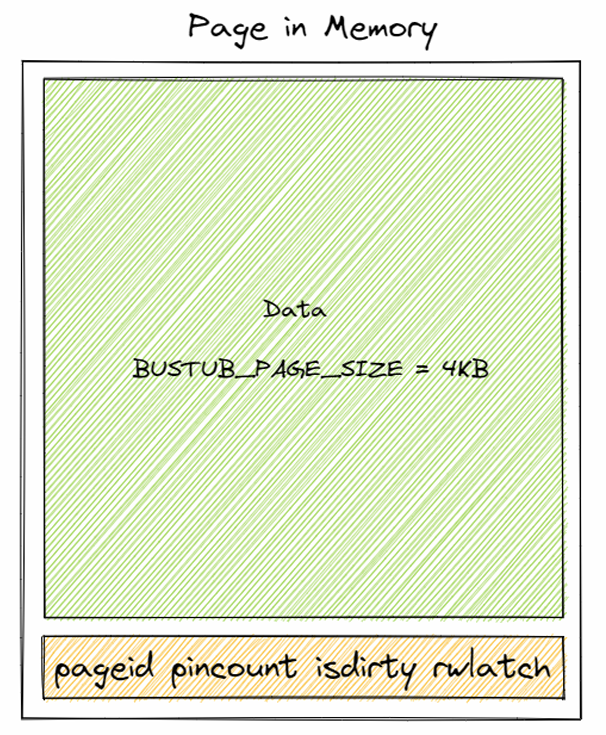 Page in Memory
Data
BUSTUB_PAGE_SIZE = 4KB
pageid pincount isdirty rwlatch